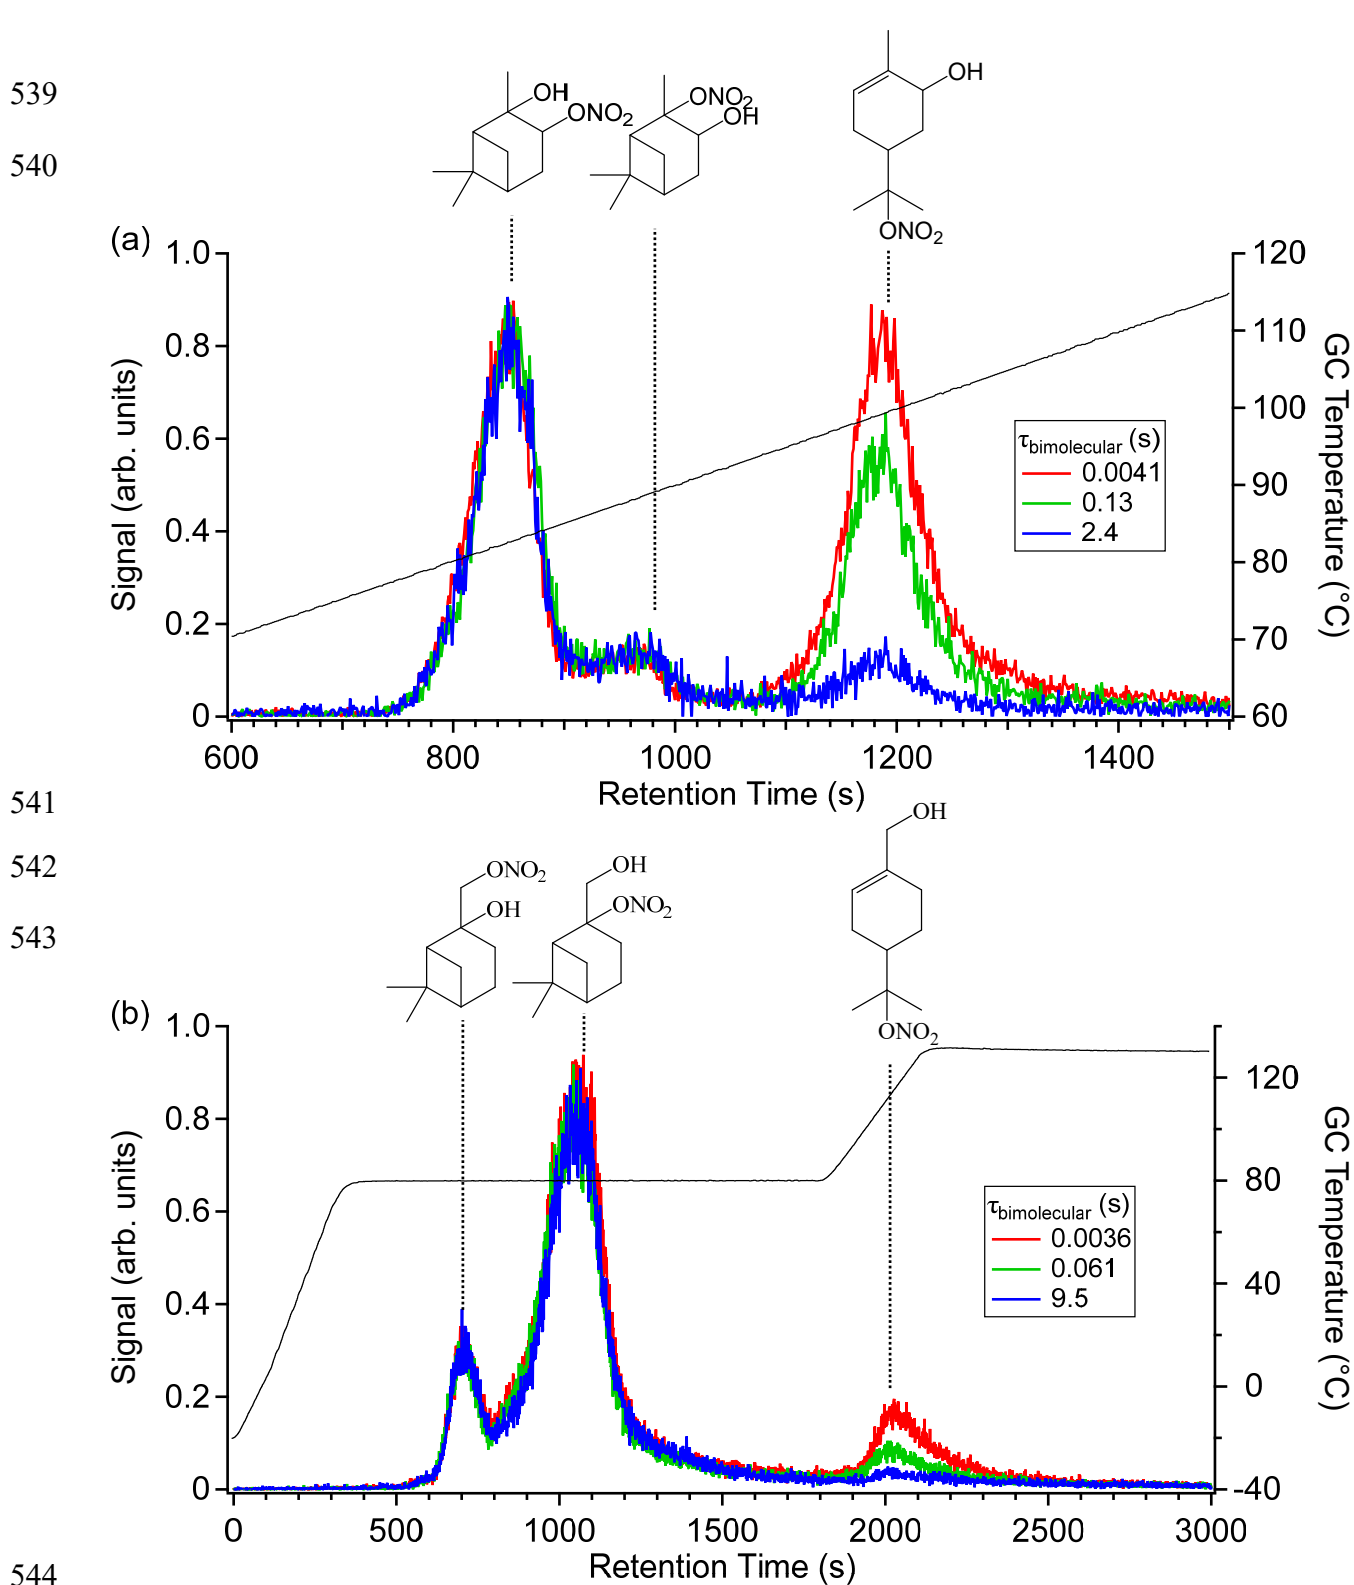 539
540
OH
ONO2
ONO2
OH
OH
ONO2
(a)
1.0
0.8
0.6
0.4
0.2
0
Signal (arb. units)
600
800
1000
1200
1400
Retention Time (s)
120
110
100
90
80
70
60
GC Temperature (°C)
τbimolecular (s)
0.0041
0.13
2.4
541
542
543
ONO2
OH
OH
ONO2
OH
ONO2
(b)
1.0
0.8
0.6
0.4
0.2
0
Signal (arb. units)
0
500
1000
1500
2000
2500
3000
Retention Time (s)
120
80
40
0
-40
GC Temperature (°C)
τbimolecular (s)
0.0036
0.061
9.5
544